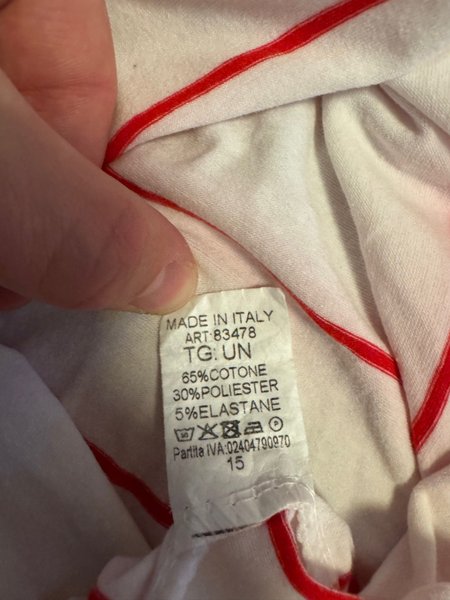 MADE IN ITALY
ART:83478
TG: UN
65%COTONE
30%POLIESTER
5%ELASTANE
Partita IVA:02404790970
15